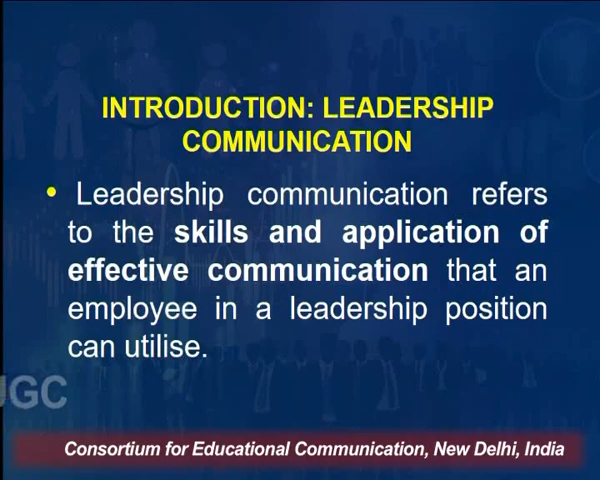 INTRODUCTION: LEADERSHIP
COMMUNICATION
• Leadership communication refers
to the skills and application of
effective communication that an
employee in a leadership position
can utilise.
UGC
Consortium for Educational Communication, New Delhi, India